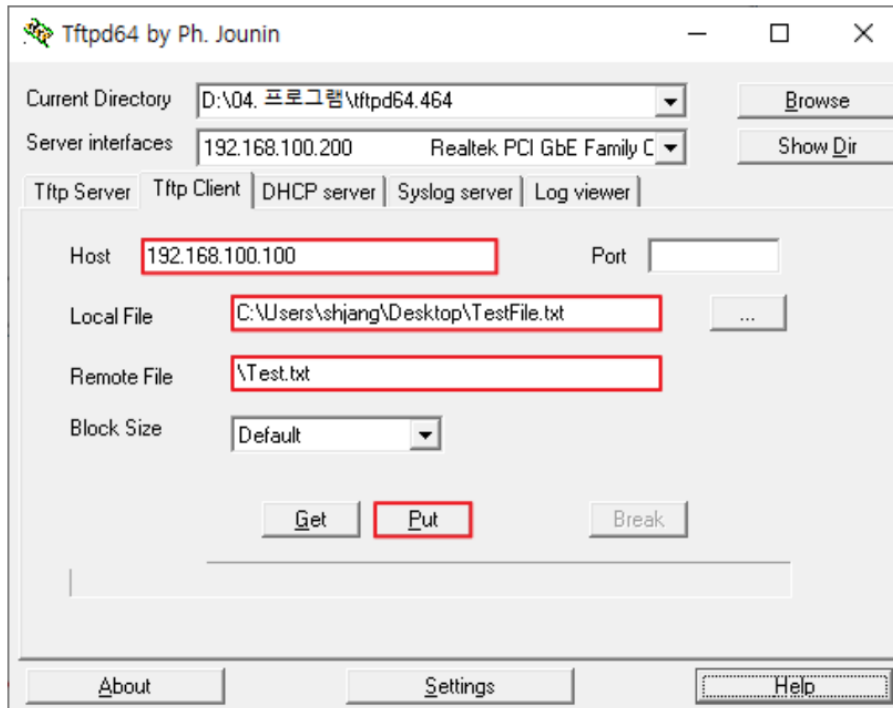 Tftpd64 by Ph. Jounin
Current Directory D:\04. 프로그램\tftpd64.464 Browse
Server interfaces 192.168.100.200 Realtek PCI GbE Family C Show Dir
Tftp Server Tftp Client DHCP server Syslog server Log viewer
Host 192.168.100.100 Port
Local File C:\Users\shjang\Desktop\TestFile.txt ...
Remote File \Test.txt
Block Size Default
Get Put Break
About Settings Help